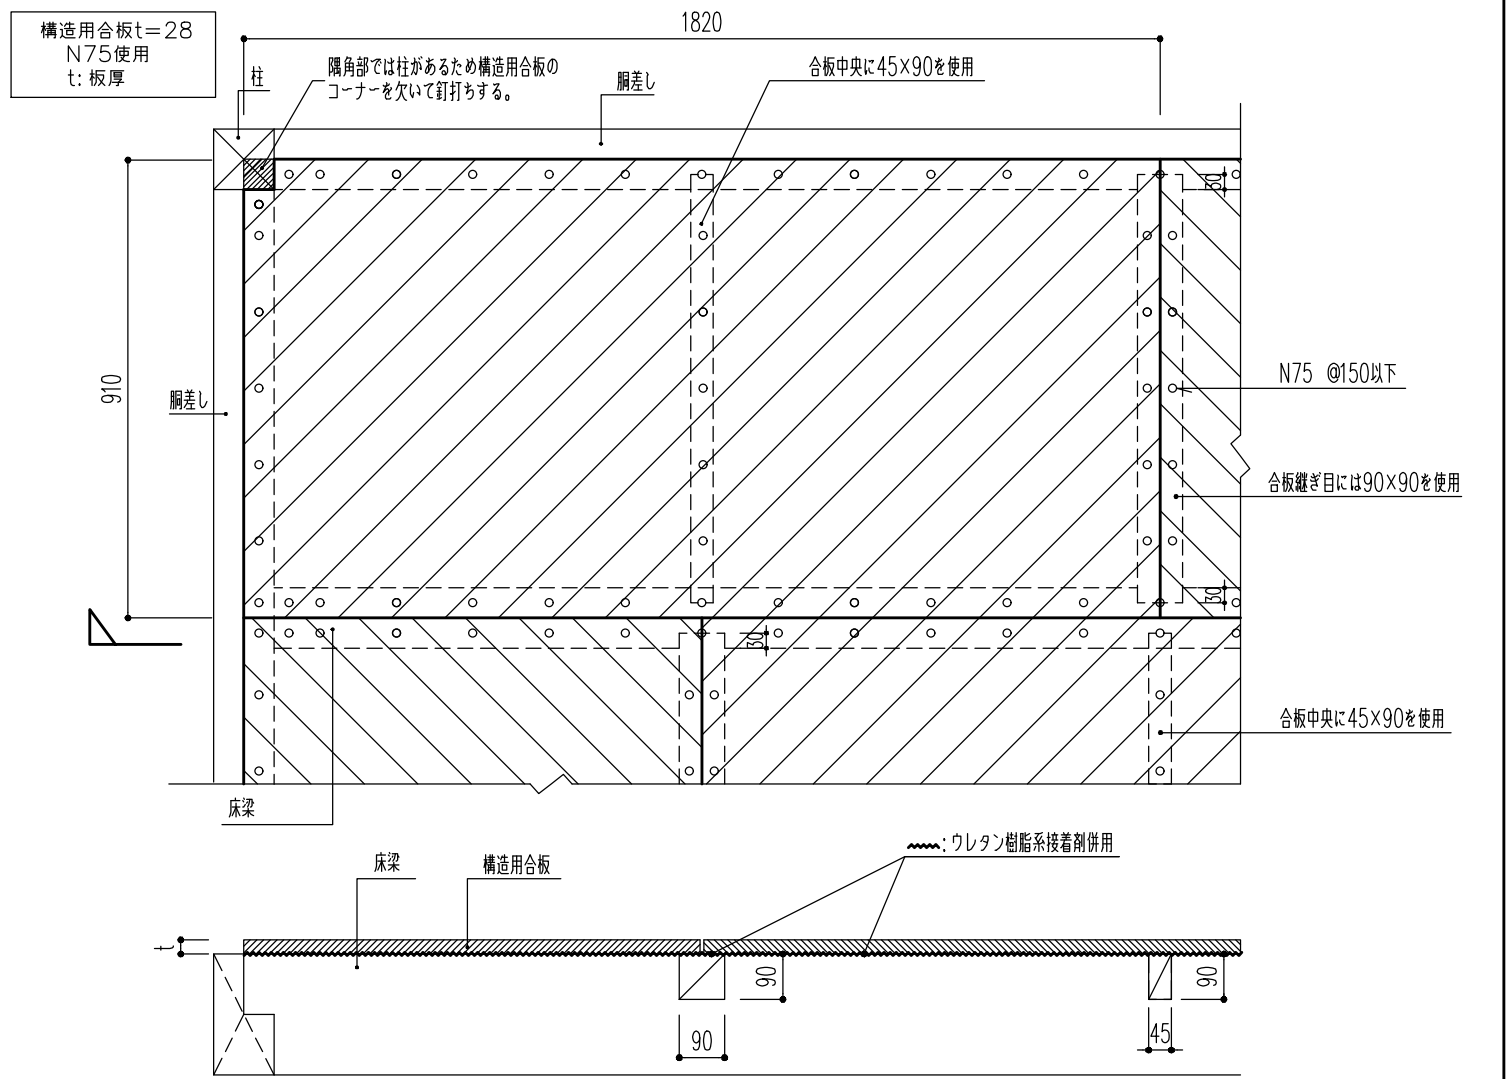 構造用合板t=28
N75使用
t: 板厚
1820
柱
隅角部では柱があるため構造用合板の
コーナーを欠いて釘打ちする。
胴差し
合板中央に45×90を使用
30
910
胴差し
N75 @150以下
合板継ぎ目には90×90を使用
30
30
合板中央に45×90を使用
床梁
床梁
構造用合板
:ウレタン樹脂系接着剤併用
t
90
90
90
45